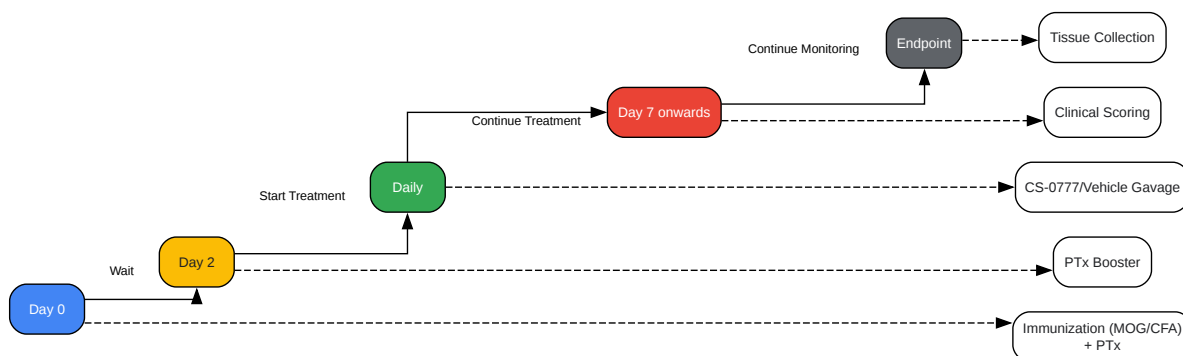 Tissue Collection
Endpoint
Continue Monitoring
Day 7 onwards
Clinical Scoring
Continue Treatment
Daily
CS-0777/Vehicle Gavage
Start Treatment
Day 2
PTx Booster
Wait
Day 0
Immunization (MOG/CFA)
+ PTx